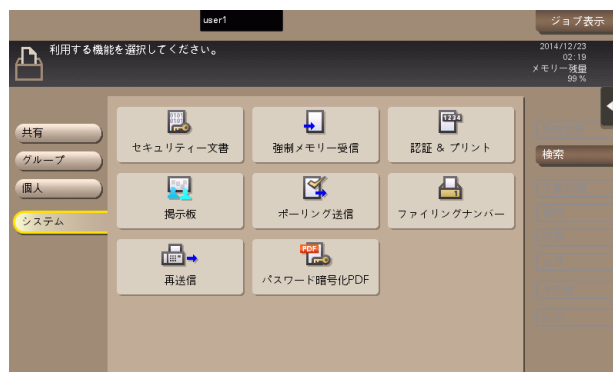 user1
ジョブ表示
利用する機能を選択してください。
2014/12/23
02:19
メモリー残量
99 %
共有
グループ
個人
システム
セキュリティー文書
強制メモリー受信
認証 & プリント
掲示板
ポーリング送信
ファイリングナンバー
再送信
パスワード暗号化PDF
検索